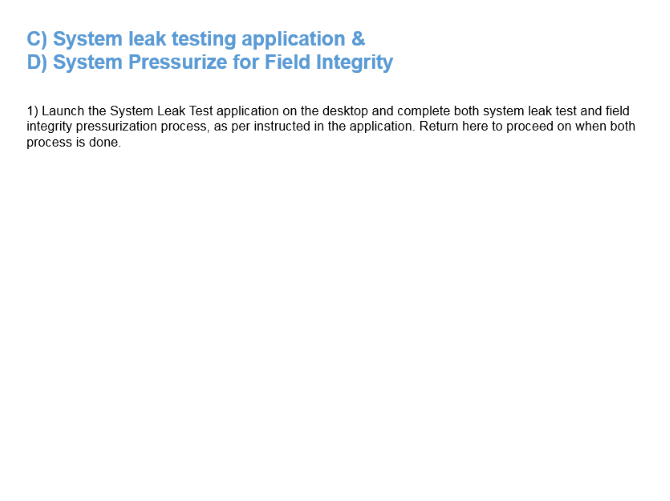 C) System leak testing application &
D) System Pressurize for Field Integrity
1) Launch the System Leak Test application on the desktop and complete both system leak test and field
integrity pressurization process, as per instructed in the application. Return here to proceed on when both
process is done.